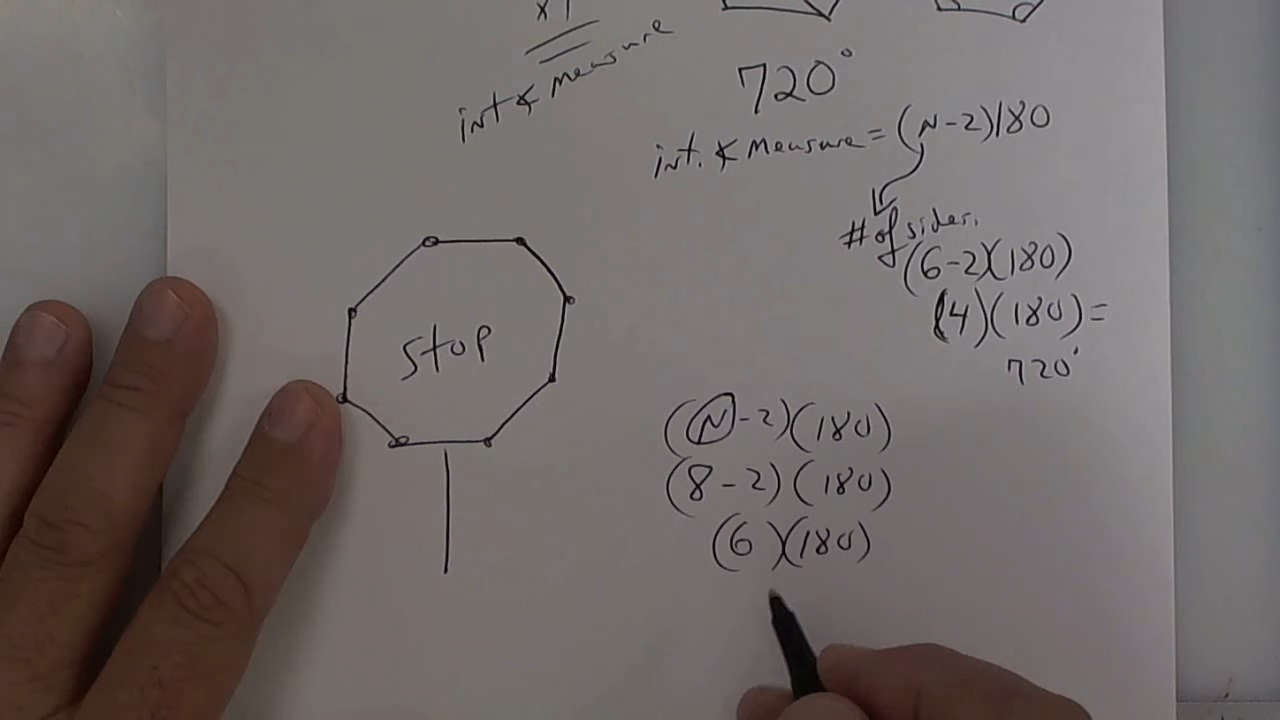 x1
int ∢ measure
720°
int. ∢ measure = (N-2)180
# of sides.
(6-2)(180)
(4)(180)=
720°
stop
(N-2)(180)
(8-2)(180)
(6)(180)